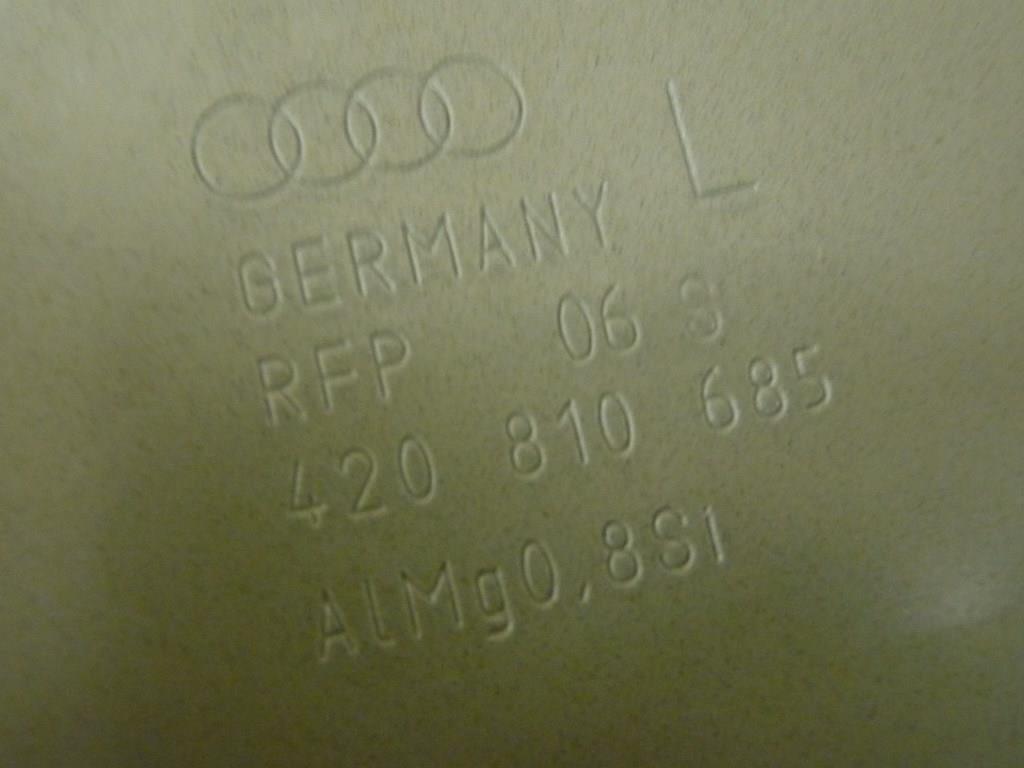 L
GERMANY
RFP 06 S
420 810 685
AlMg0,8Si